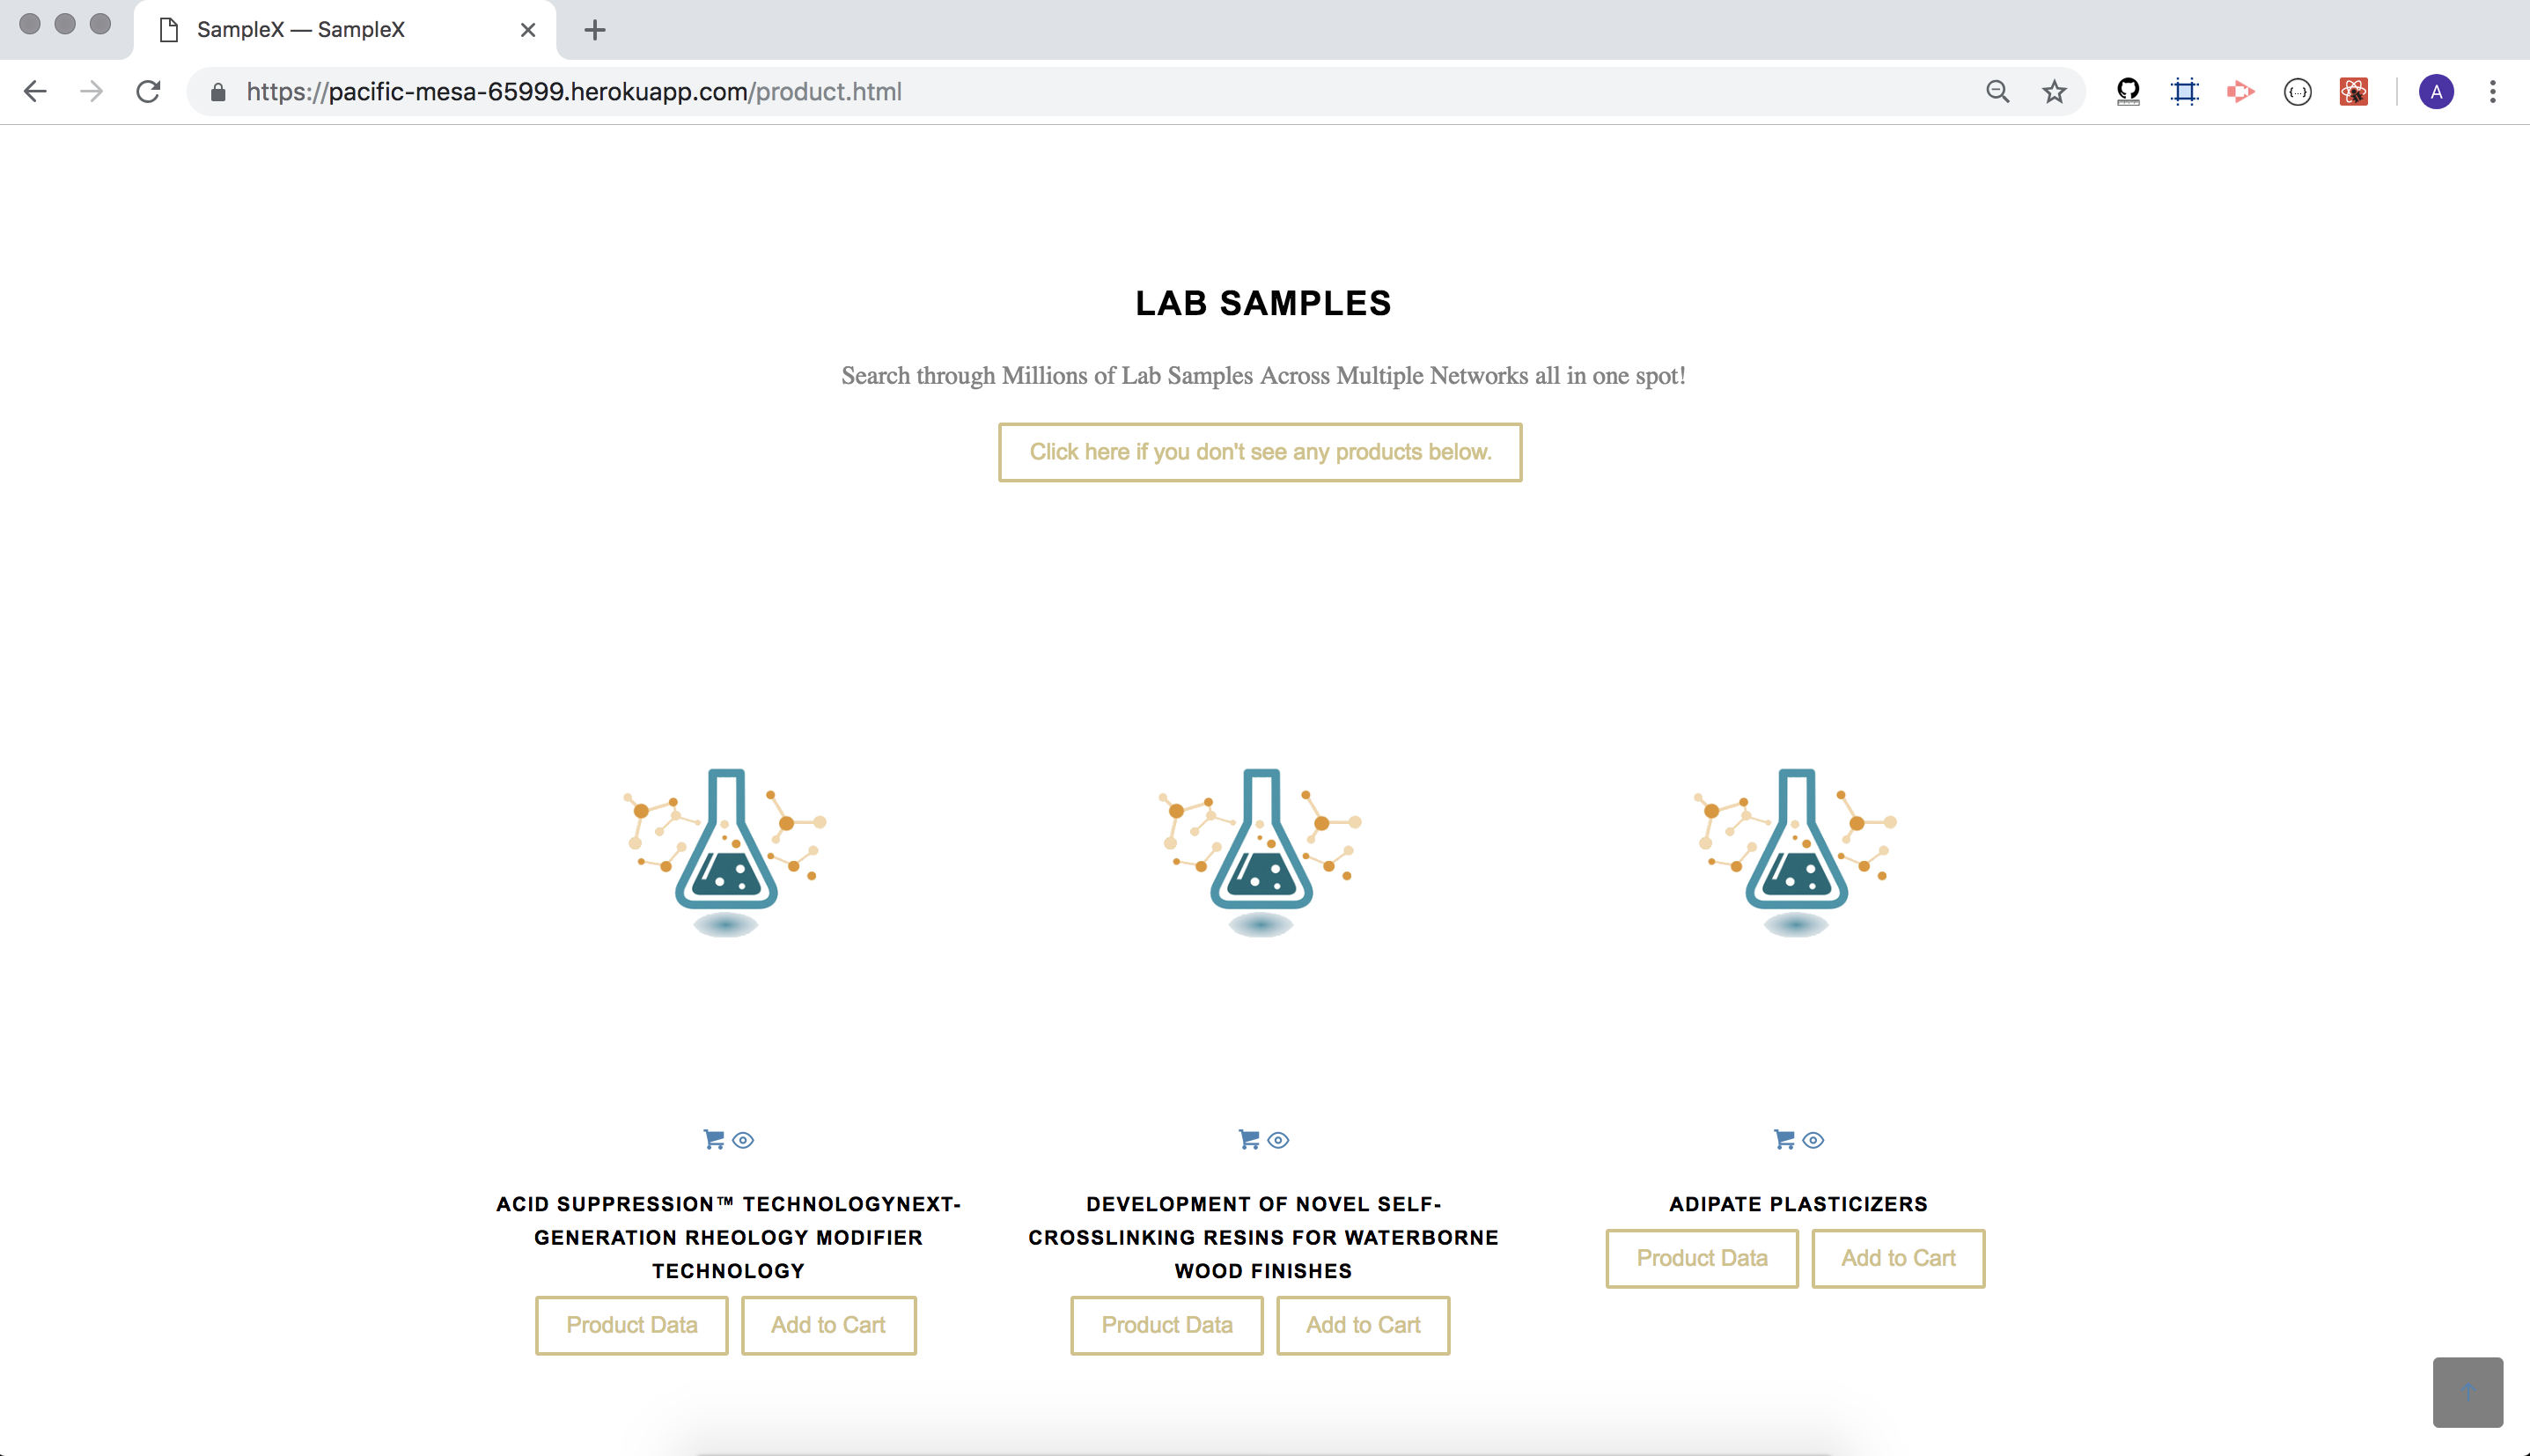 SampleX — SampleX
https://pacific-mesa-65999.herokuapp.com/product.html
A
LAB SAMPLES
Search through Millions of Lab Samples Across Multiple Networks all in one spot!
Click here if you don't see any products below.
ACID SUPPRESSION™ TECHNOLOGYNEXT-
GENERATION RHEOLOGY MODIFIER
TECHNOLOGY
Product Data Add to Cart
DEVELOPMENT OF NOVEL SELF-
CROSSLINKING RESINS FOR WATERBORNE
WOOD FINISHES
Product Data Add to Cart
ADIPATE PLASTICIZERS
Product Data Add to Cart